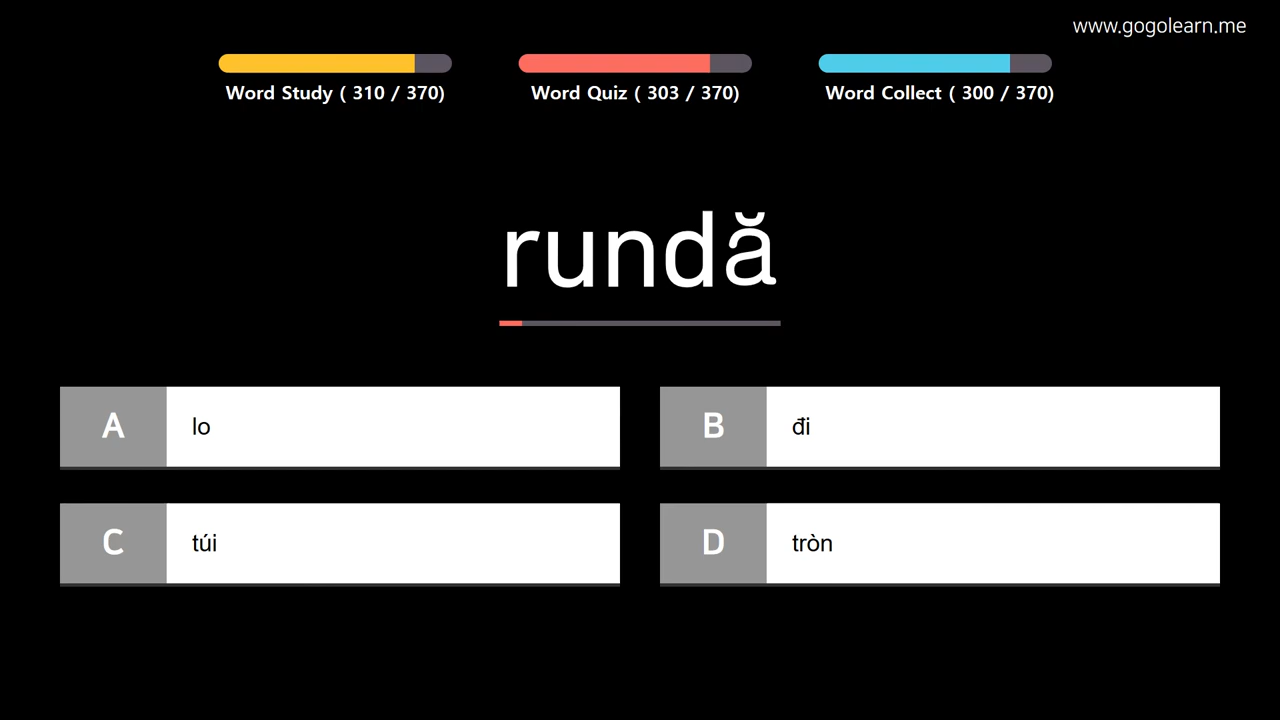 www.gogolearn.me
Word Study ( 310 / 370)
Word Quiz ( 303 / 370)
Word Collect ( 300 / 370)
rundă
A lo
B đi
C túi
D tròn